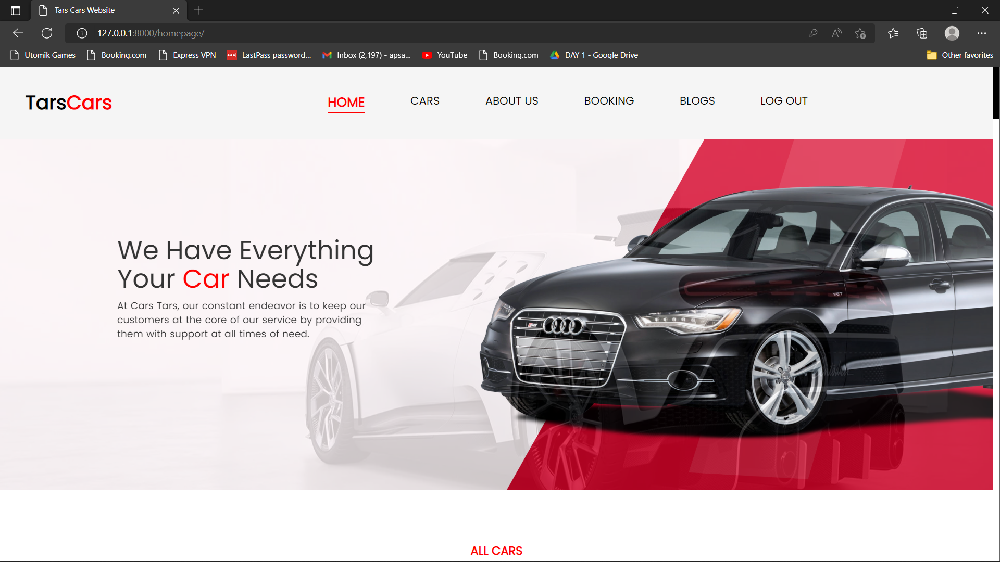 Tars Cars Website
127.0.0.1:8000/homepage/
Utomik Games
Booking.com
Express VPN
LastPass password...
Inbox (2,197) - apsa...
YouTube
Booking.com
DAY 1 - Google Drive
Other favorites
TarsCars
HOME
CARS
ABOUT US
BOOKING
BLOGS
LOG OUT
We Have Everything
Your Car Needs
At Cars Tars, our constant endeavor is to keep our
customers at the core of our service by providing
them with support at all times of need.
V6T
S6
ALL CARS